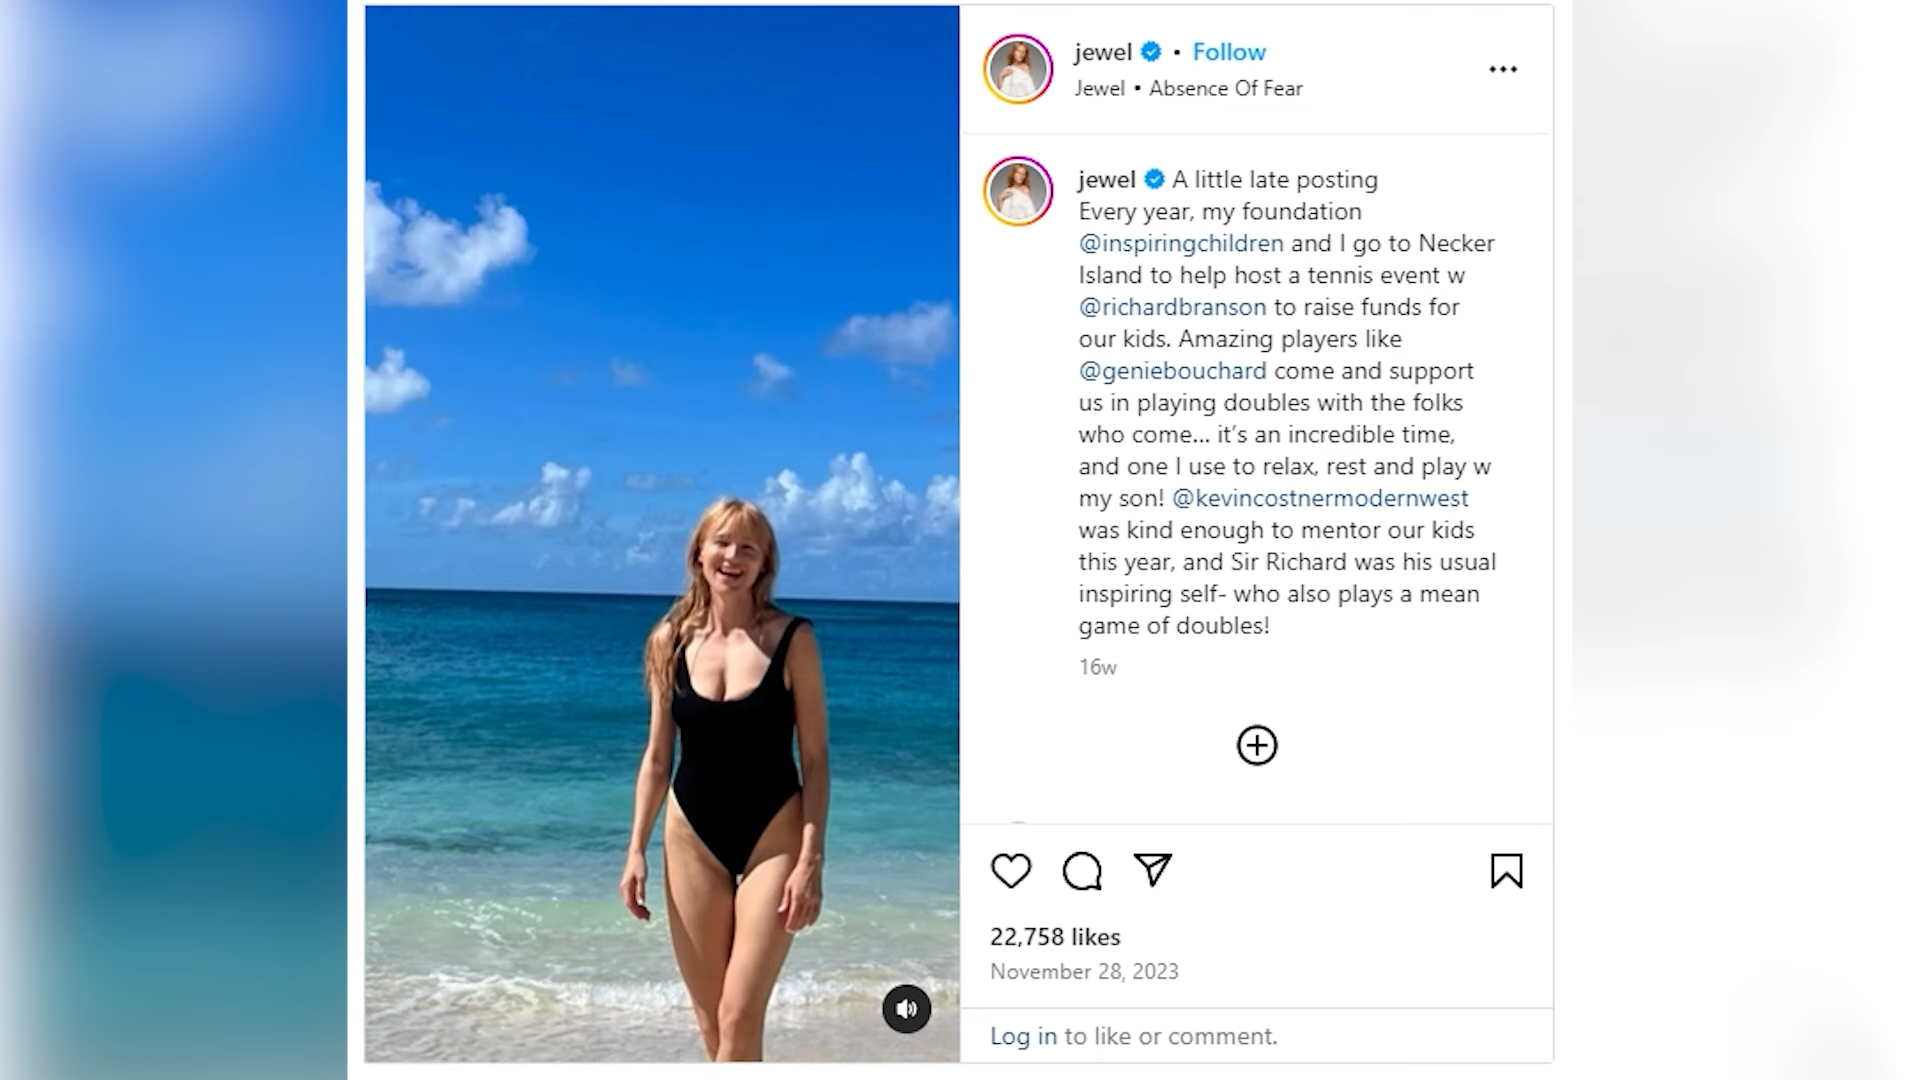 jewel • Follow
Jewel • Absence Of Fear
jewel A little late posting
Every year, my foundation
@inspiringchildren and I go to Necker
Island to help host a tennis event w
@richardbranson to raise funds for
our kids. Amazing players like
@geniebouchard come and support
us in playing doubles with the folks
who come... it’s an incredible time,
and one I use to relax, rest and play w
my son! @kevincostnermodernwest
was kind enough to mentor our kids
this year, and Sir Richard was his usual
inspiring self- who also plays a mean
game of doubles!
16w
22,758 likes
November 28, 2023
Log in to like or comment.